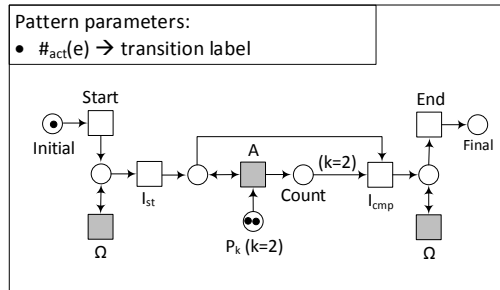 Pattern parameters:
• #act(e) → transition label
Start
End
Initial
A
(k=2)
Final
Ist
Count
Icmp
Ω
Pk (k=2)
Ω